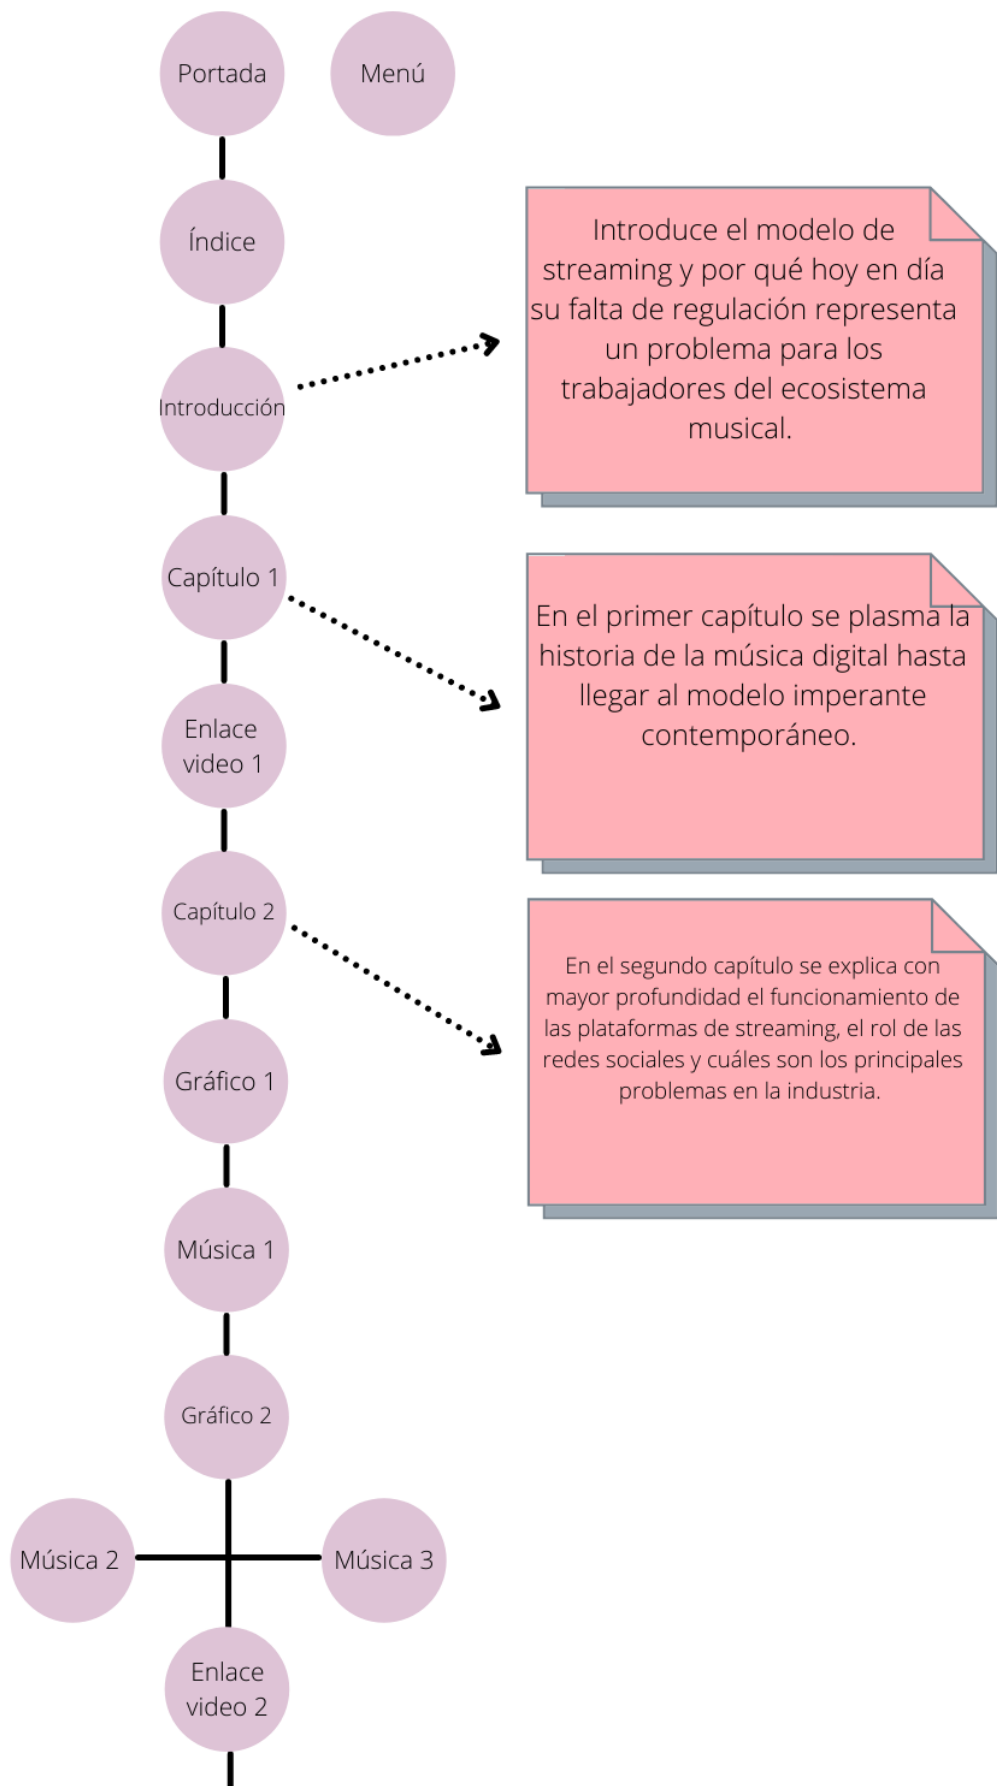 Portada
Menú
Índice
Introduce el modelo de
streaming y por qué hoy en día
su falta de regulación representa
un problema para los
trabajadores del ecosistema
musical.
Introducción
Capítulo 1
En el primer capítulo se plasma la
historia de la música digital hasta
llegar al modelo imperante
contemporáneo.
Enlace
video 1
Capítulo 2
En el segundo capítulo se explica con
mayor profundidad el funcionamiento de
las plataformas de streaming, el rol de las
redes sociales y cuáles son los principales
problemas en la industria.
Gráfico 1
Música 1
Gráfico 2
Música 2
Música 3
Enlace
video 2